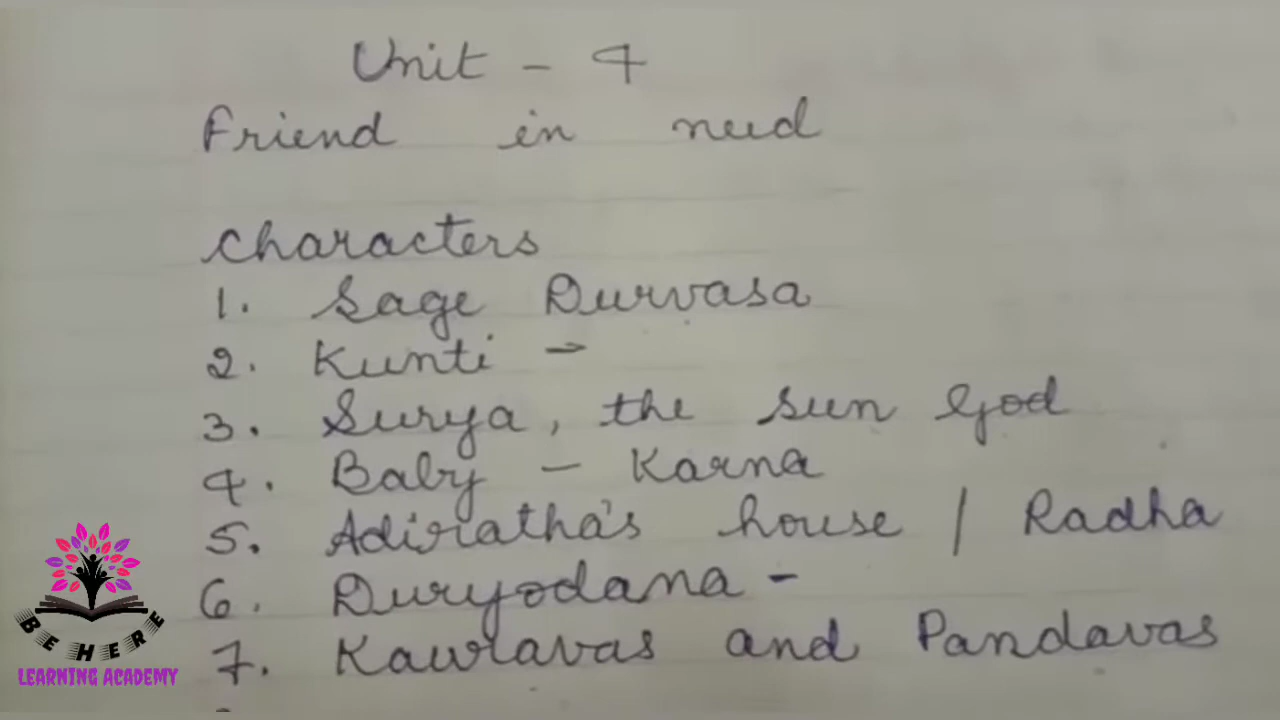 Unit - 4
Friend in need
characters
1. Sage Durvasa
2. Kunti -
3. Surya, the sun God
4. Baby - Karna
5. Adiratha's house / Radha
6. Duryodana -
7. Kauravas and Pandavas
BE HERE
LEARNING ACADEMY